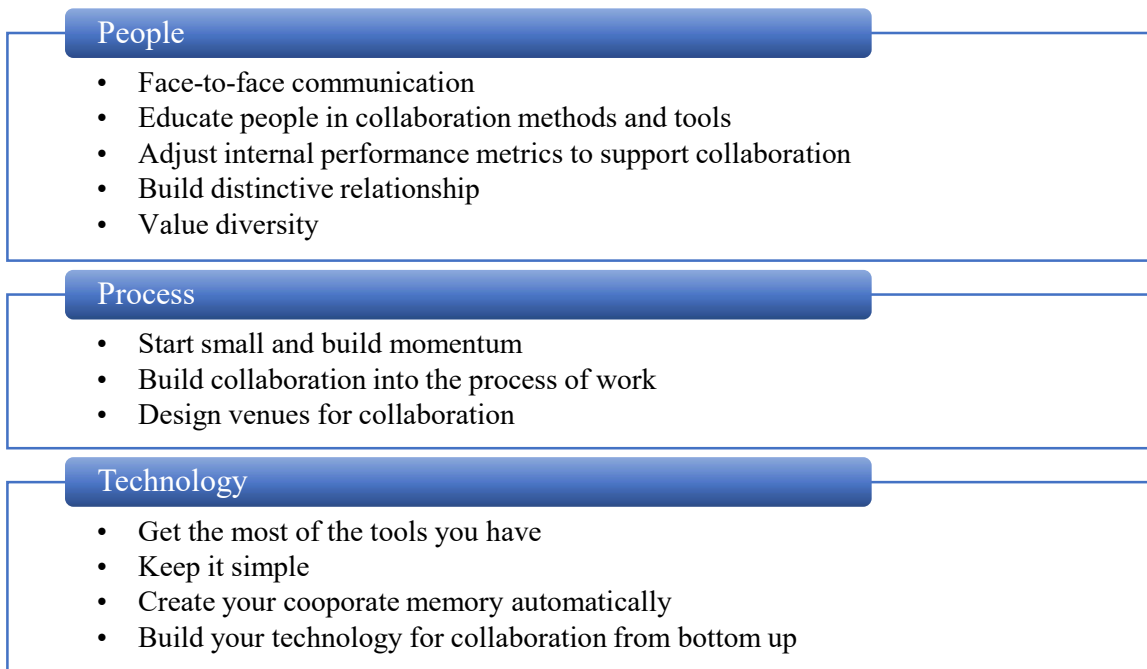 People
• Face-to-face communication
• Educate people in collaboration methods and tools
• Adjust internal performance metrics to support collaboration
• Build distinctive relationship
• Value diversity
Process
• Start small and build momentum
• Build collaboration into the process of work
• Design venues for collaboration
Technology
• Get the most of the tools you have
• Keep it simple
• Create your cooporate memory automatically
• Build your technology for collaboration from bottom up